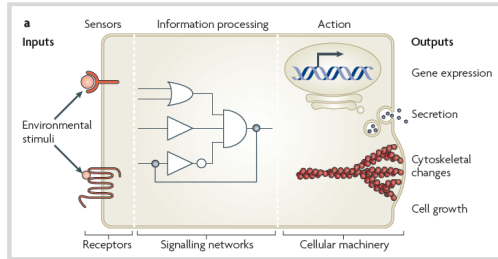 a
Sensors
Information processing
Action
Inputs
Outputs
Gene expression
Secretion
Environmental
stimuli
Cytoskeletal
changes
Cell growth
Receptors
Signalling networks
Cellular machinery